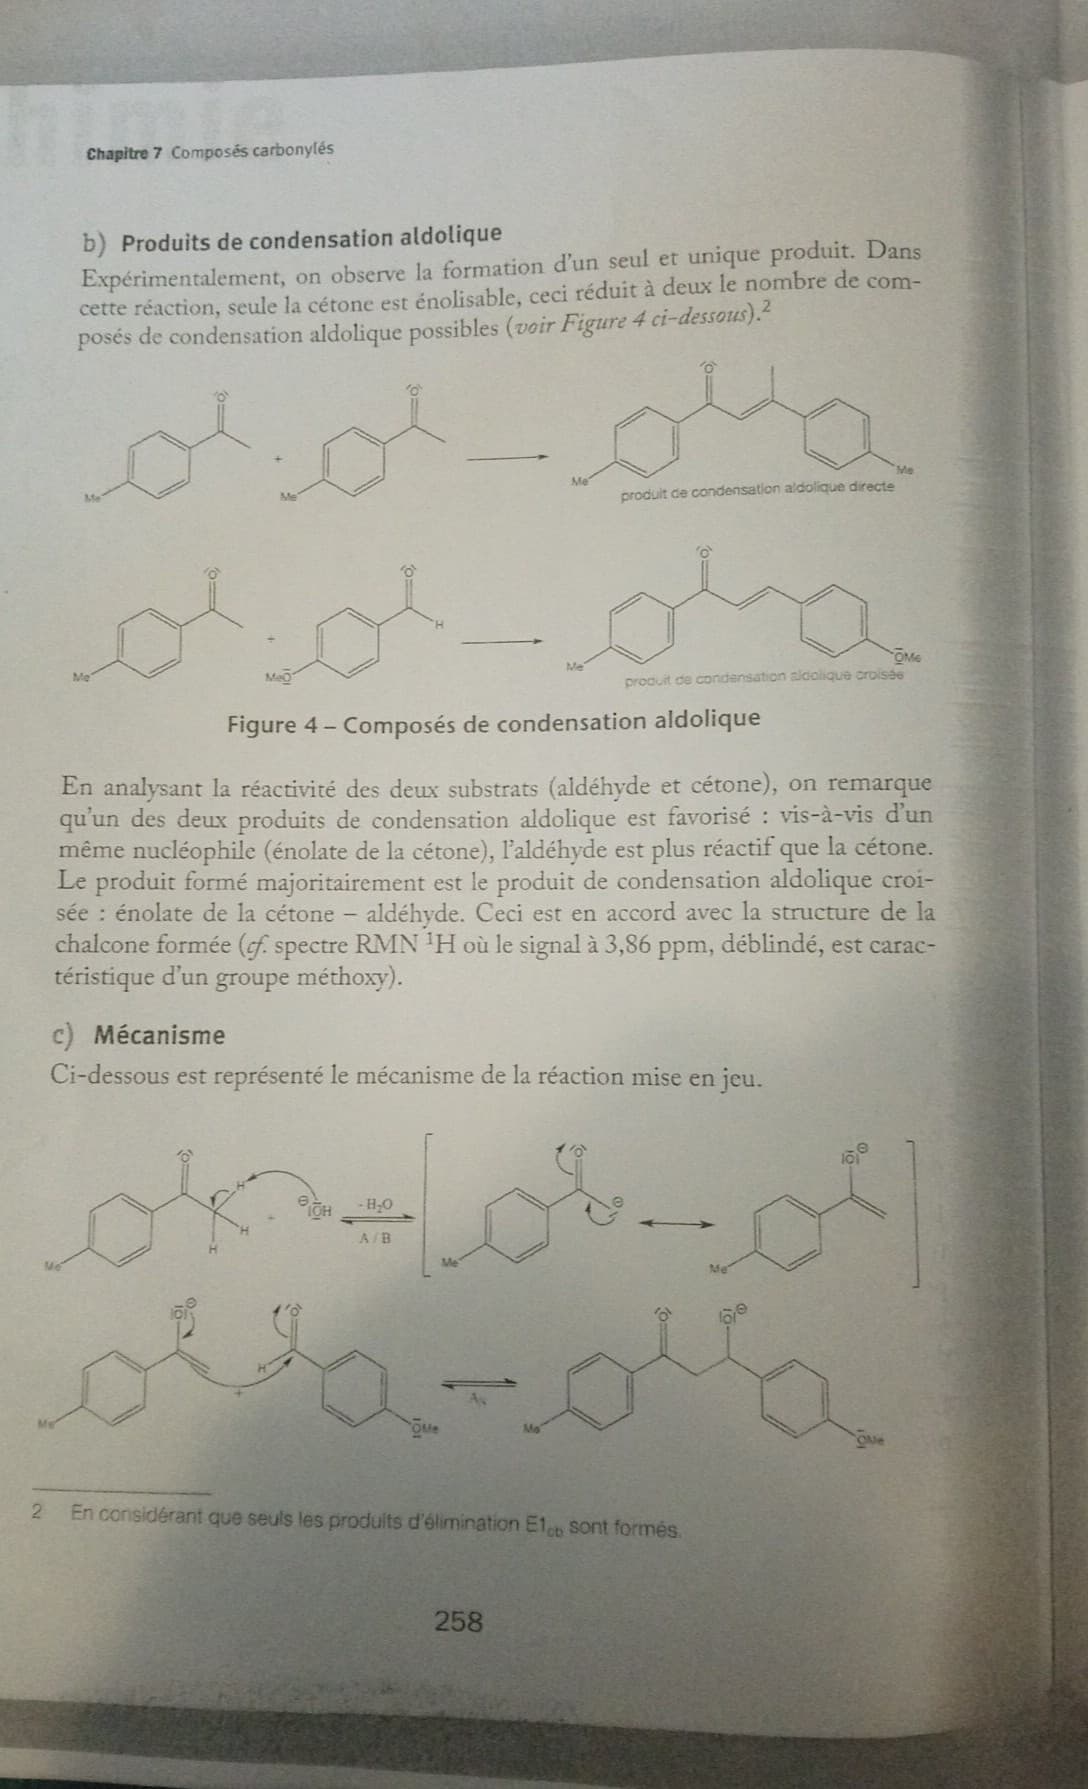 Chapitre 7 Composés carbonylés
b) Produits de condensation aldolique
Expérimentalement, on observe la formation d'un seul et unique produit. Dans
cette réaction, seule la cétone est énolisable, ceci réduit à deux le nombre de com-
posés de condensation aldolique possibles (voir Figure 4 ci-dessous).²
O O O
+
Me Me Me Me
produit de condensation aldolique directe
O O O
H
+
Me MeO Me OMe
produit de condensation aldolique croisée
Figure 4 – Composés de condensation aldolique
En analysant la réactivité des deux substrats (aldéhyde et cétone), on remarque
qu'un des deux produits de condensation aldolique est favorisé : vis-à-vis d'un
même nucléophile (énolate de la cétone), l'aldéhyde est plus réactif que la cétone.
Le produit formé majoritairement est le produit de condensation aldolique croi-
sée : énolate de la cétone – aldéhyde. Ceci est en accord avec la structure de la
chalcone formée (cf. spectre RMN ¹H où le signal à 3,86 ppm, déblindé, est carac-
téristique d'un groupe méthoxy).
c) Mécanisme
Ci-dessous est représenté le mécanisme de la réaction mise en jeu.
O O |O|⊖
H ⊖|OH - H₂O ⊖
+ H A / B
H
Me Me Me
|O|⊖ O O |O|⊖
H
+ A_N
Me OMe Me OMe
2 En considérant que seuls les produits d'élimination E1cb sont formés.
258